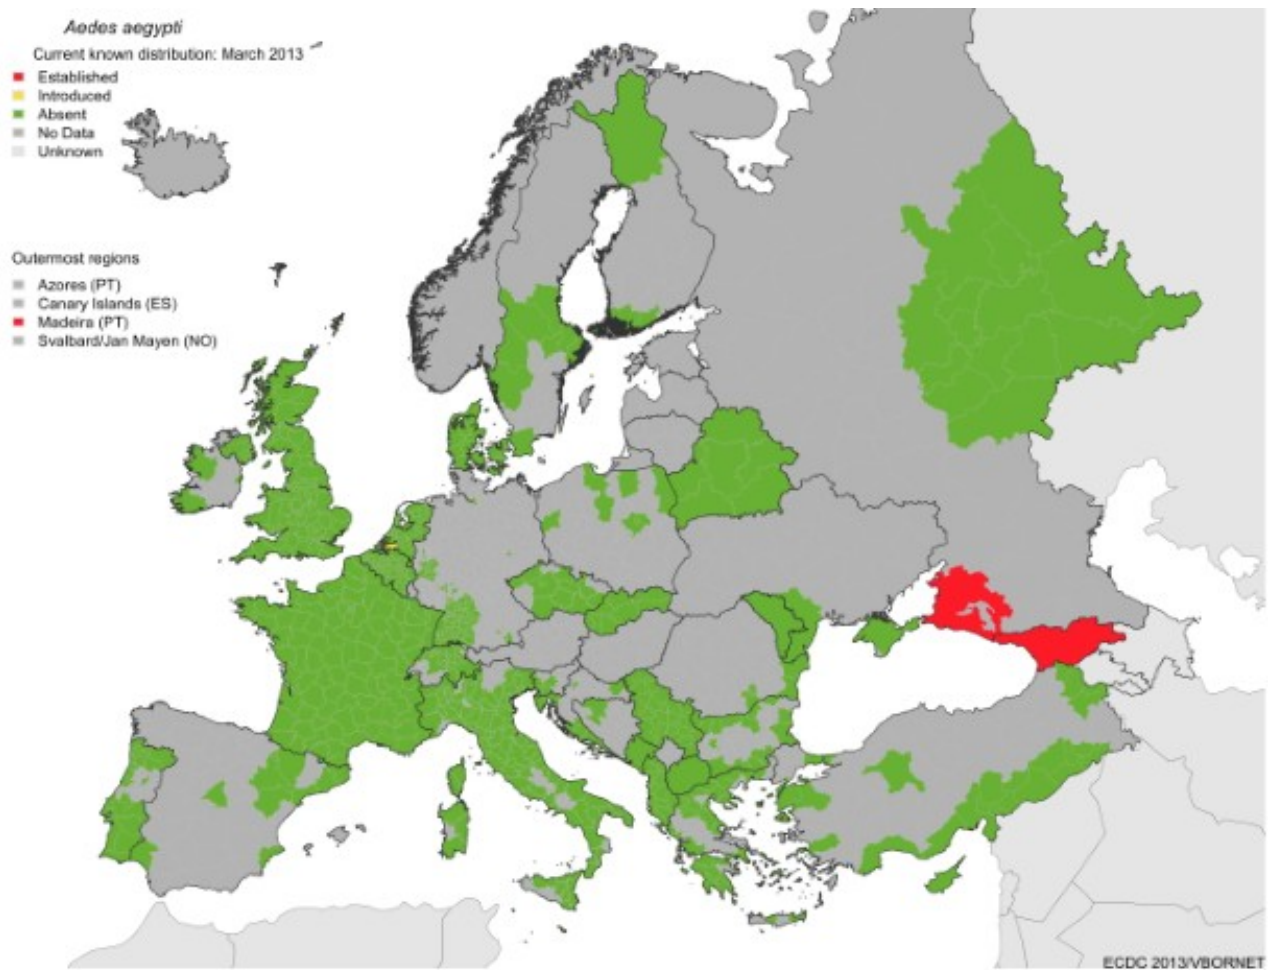 Aedes aegypti
Current known distribution: March 2013
Established
Introduced
Absent
No Data
Unknown
Outermost regions
Azores (PT)
Canary Islands (ES)
Madeira (PT)
Svalbard/Jan Mayen (NO)
ECDC 2013/VBORNET